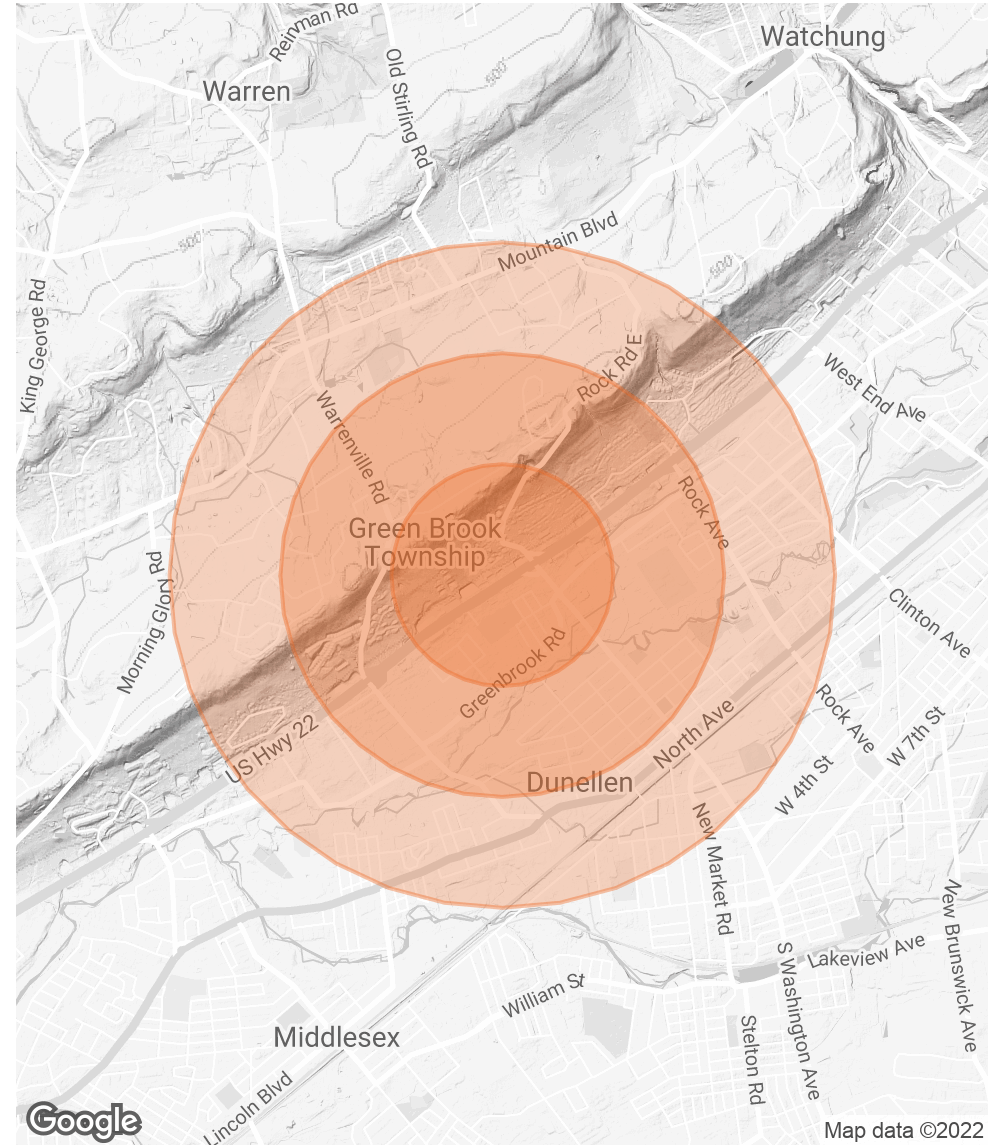 Reinman Rd
Watchung
Warren
Old Stirling Rd
500'
500'
Mountain Blvd
500'
King George Rd
Rock Rd E
West End Ave
Warrenville Rd
Rock Ave
Green Brook
Township
Morning Glory Rd
Clinton Ave
Greenbrook Rd
Rock Ave
North Ave
W 7th St
US Hwy 22
W 4th St
Dunellen
New Market Rd
New Brunswick Ave
Lakeview Ave
S Washington Ave
William St
Middlesex
Stelton Rd
Lincoln Blvd
Google
Map data ©2022